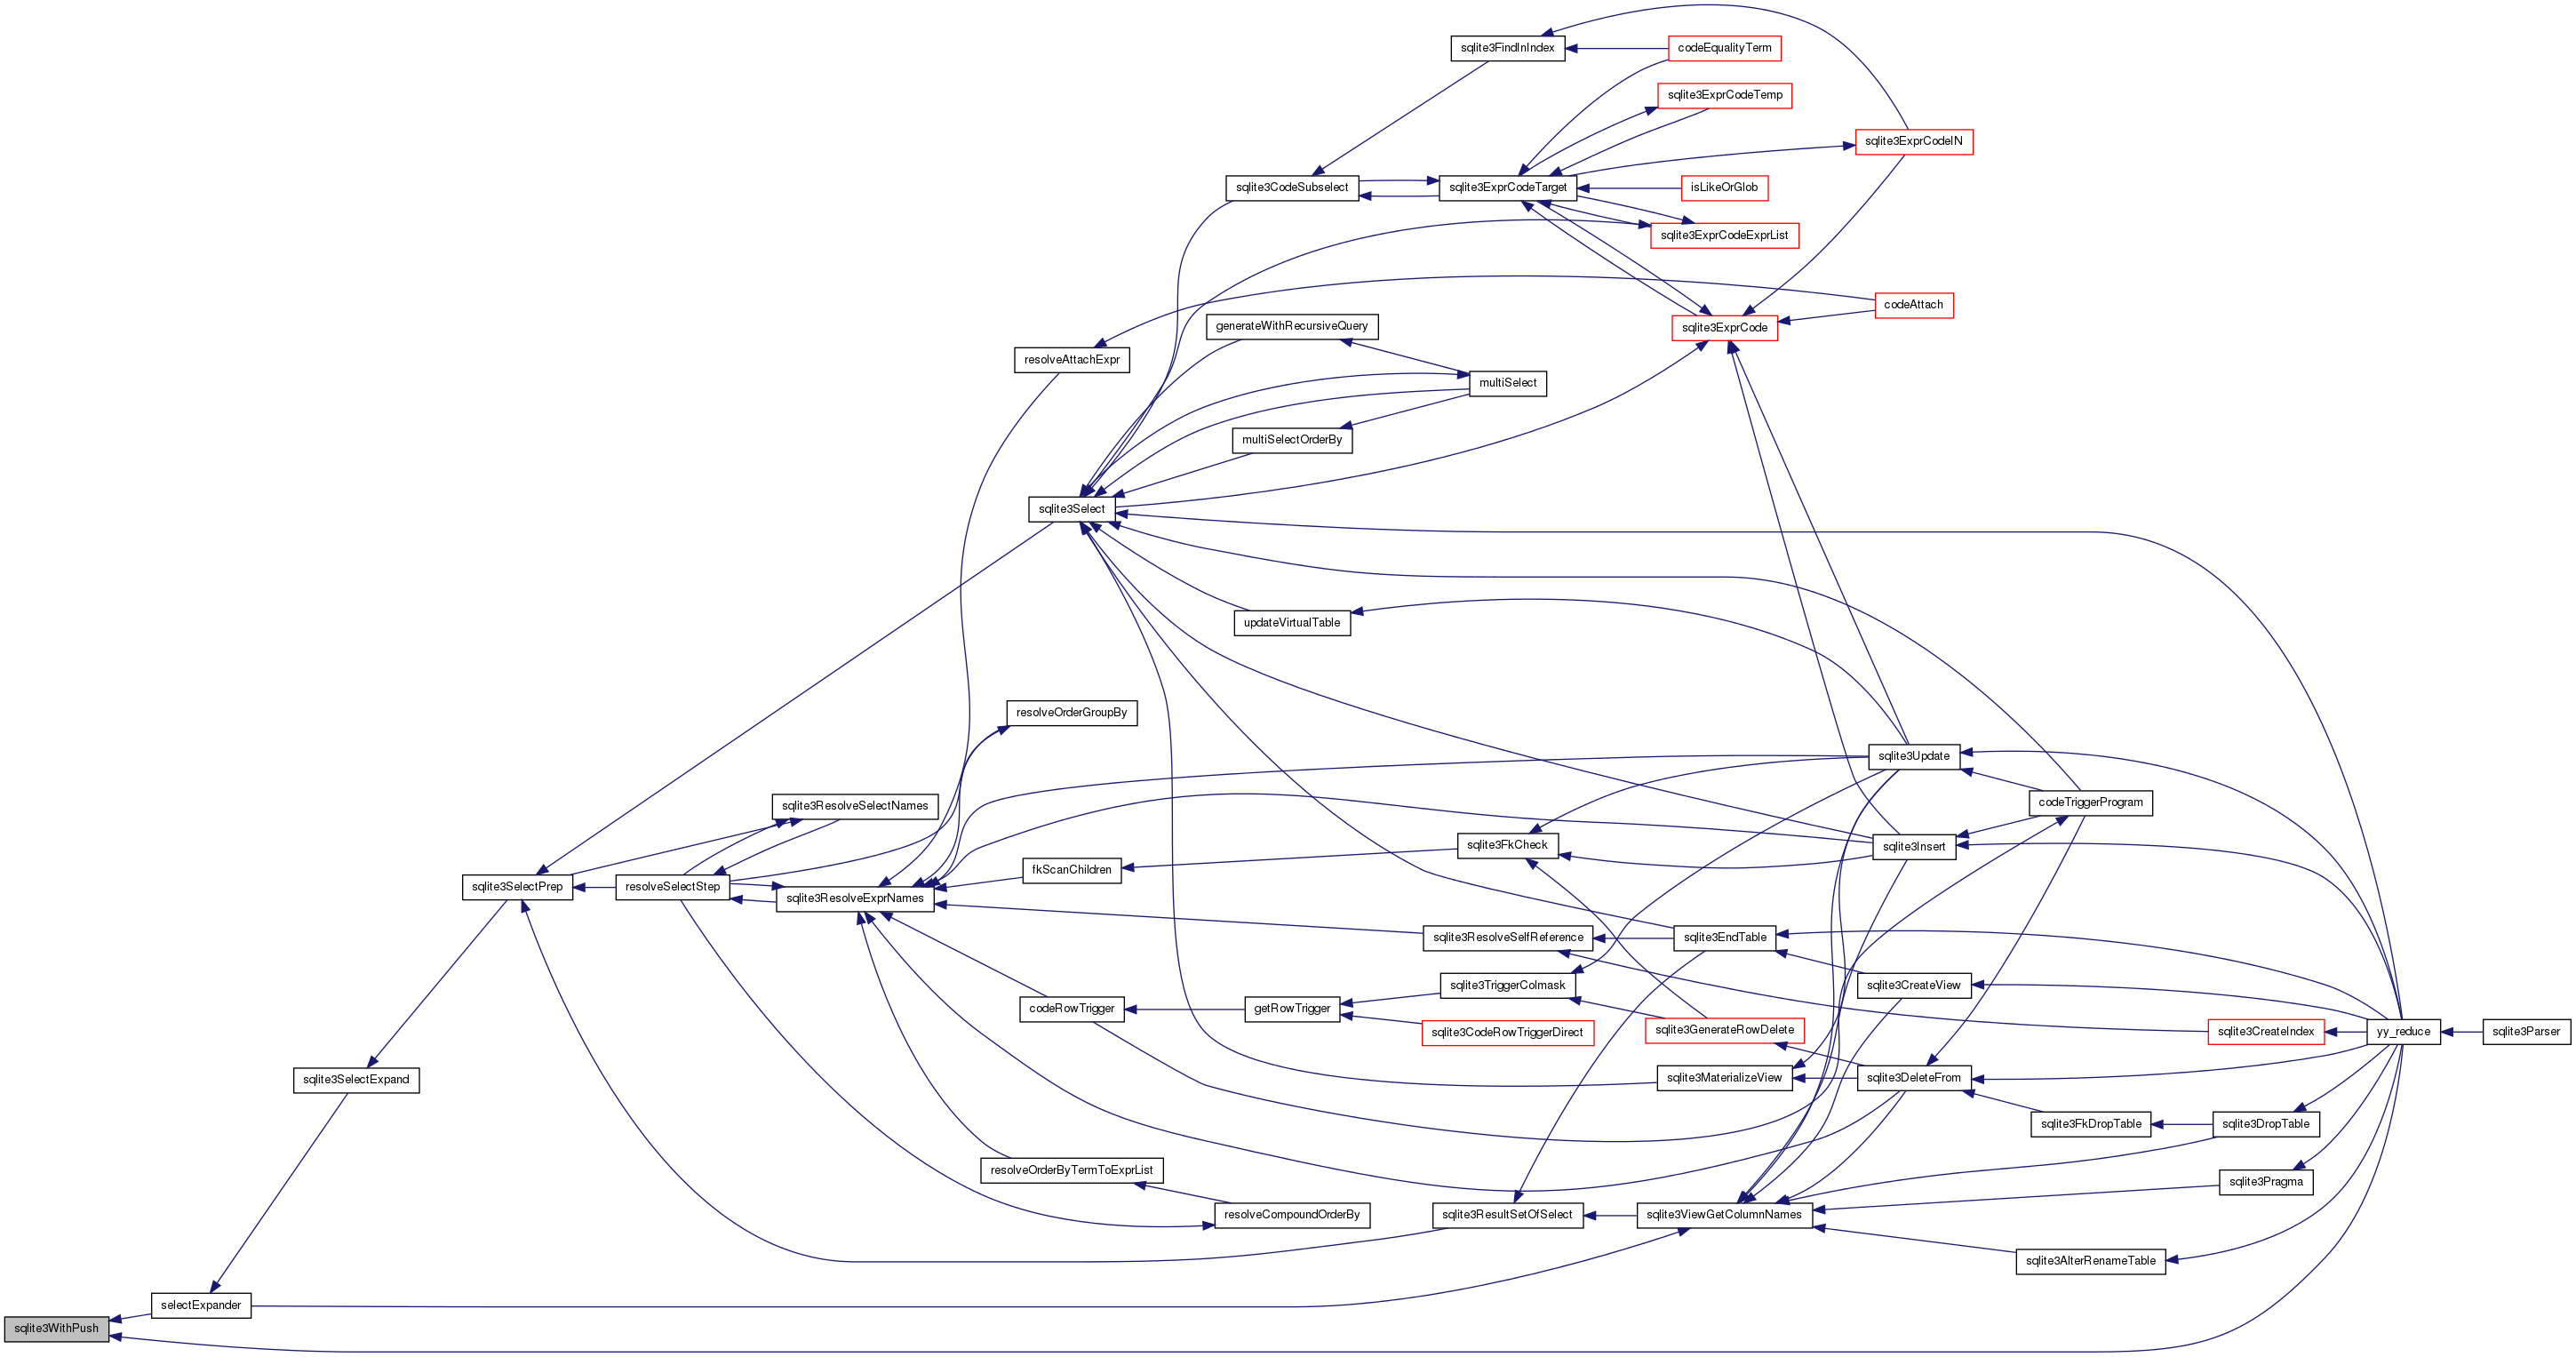 sqlite3FindInIndex
codeEqualityTerm
sqlite3ExprCodeTemp
sqlite3ExprCodeIN
sqlite3CodeSubselect
sqlite3ExprCodeTarget
isLikeOrGlob
sqlite3ExprCodeExprList
codeAttach
generateWithRecursiveQuery
sqlite3ExprCode
resolveAttachExpr
multiSelect
multiSelectOrderBy
sqlite3Select
updateVirtualTable
resolveOrderGroupBy
sqlite3Update
sqlite3ResolveSelectNames
codeTriggerProgram
sqlite3FkCheck
sqlite3Insert
fkScanChildren
sqlite3SelectPrep
resolveSelectStep
sqlite3ResolveExprNames
sqlite3ResolveSelfReference
sqlite3EndTable
sqlite3TriggerColmask
sqlite3CreateView
codeRowTrigger
getRowTrigger
sqlite3CodeRowTriggerDirect
sqlite3GenerateRowDelete
sqlite3CreateIndex
yy_reduce
sqlite3Parser
sqlite3SelectExpand
sqlite3MaterializeView
sqlite3DeleteFrom
sqlite3FkDropTable
sqlite3DropTable
resolveOrderByTermToExprList
sqlite3Pragma
resolveCompoundOrderBy
sqlite3ResultSetOfSelect
sqlite3ViewGetColumnNames
sqlite3AlterRenameTable
selectExpander
sqlite3WithPush